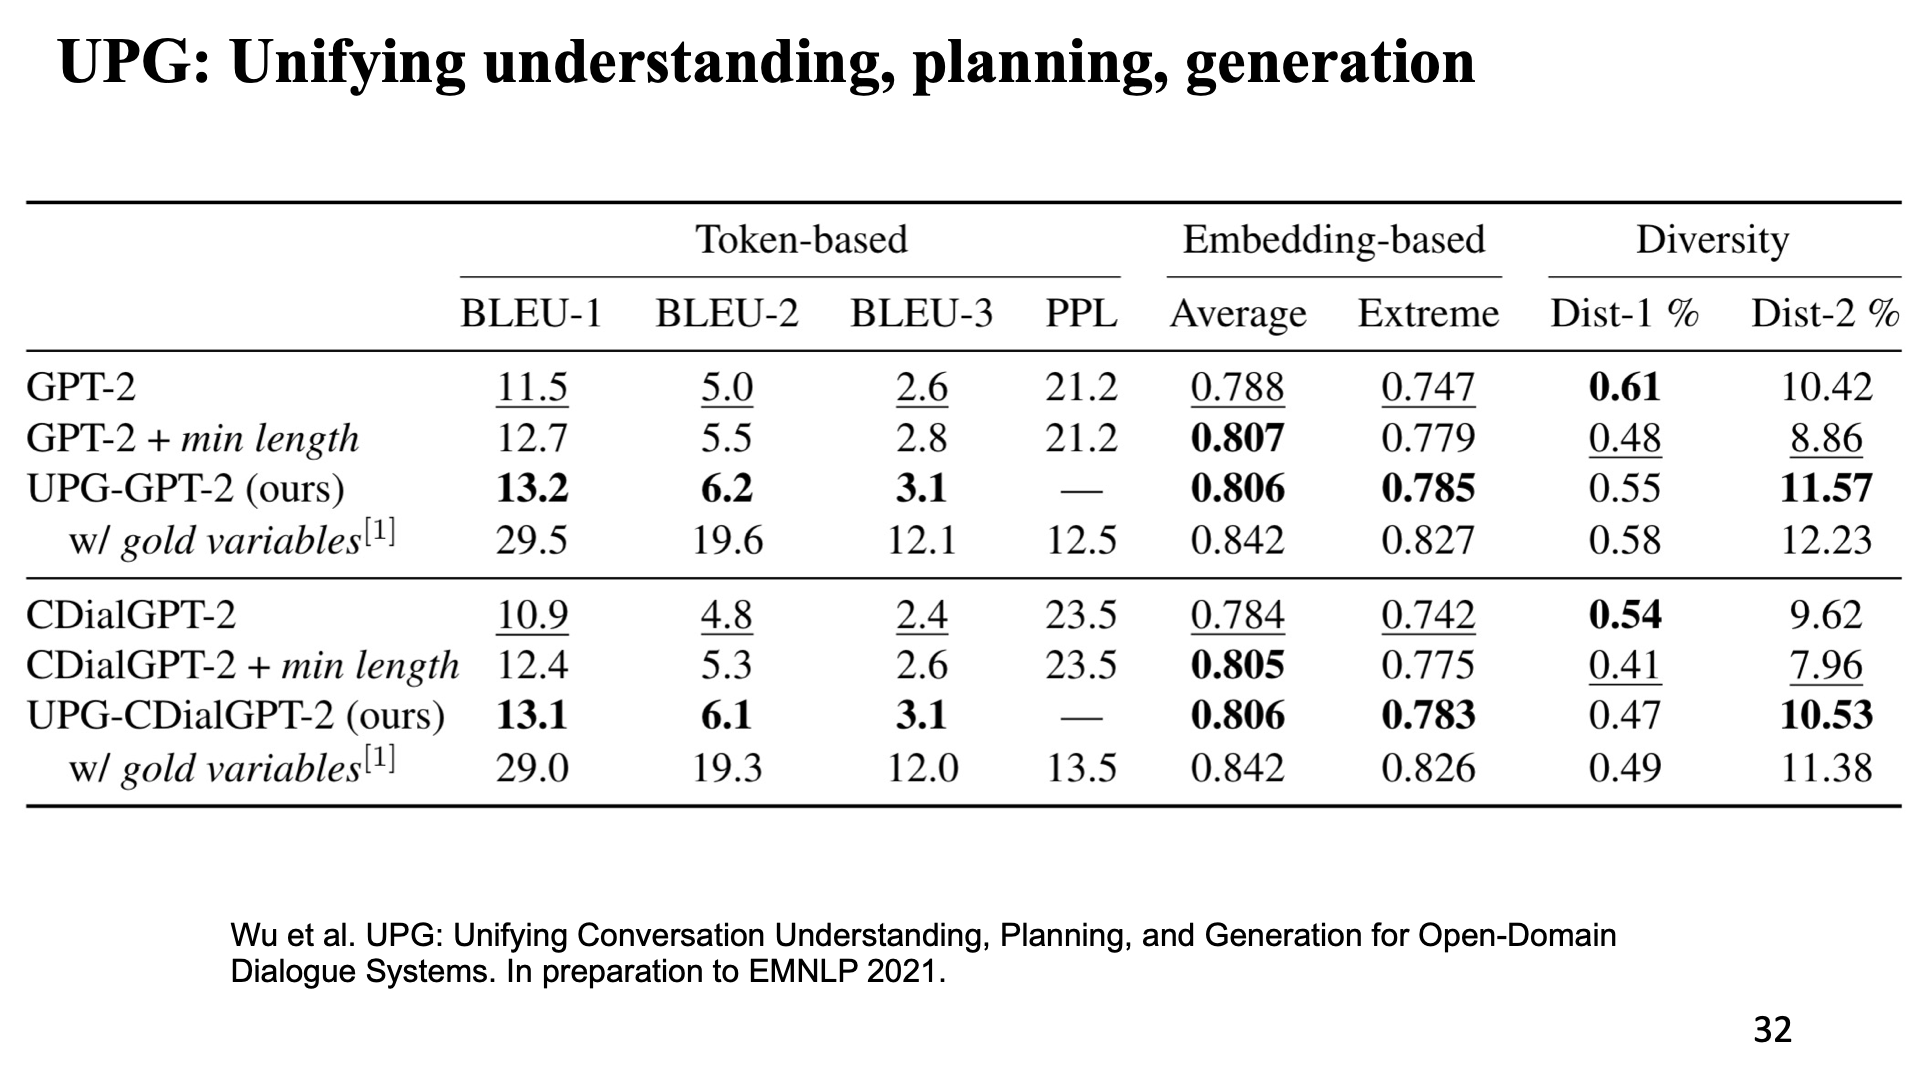 UPG: Unifying understanding, planning, generation
Token-based Embedding-based Diversity
BLEU-1 BLEU-2 BLEU-3 PPL Average Extreme Dist-1 % Dist-2 %
GPT-2 11.5 5.0 2.6 21.2 0.788 0.747 0.61 10.42
GPT-2 + min length 12.7 5.5 2.8 21.2 0.807 0.779 0.48 8.86
UPG-GPT-2 (ours) 13.2 6.2 3.1 — 0.806 0.785 0.55 11.57
w/ gold variables[1] 29.5 19.6 12.1 12.5 0.842 0.827 0.58 12.23
CDialGPT-2 10.9 4.8 2.4 23.5 0.784 0.742 0.54 9.62
CDialGPT-2 + min length 12.4 5.3 2.6 23.5 0.805 0.775 0.41 7.96
UPG-CDialGPT-2 (ours) 13.1 6.1 3.1 — 0.806 0.783 0.47 10.53
w/ gold variables[1] 29.0 19.3 12.0 13.5 0.842 0.826 0.49 11.38
Wu et al. UPG: Unifying Conversation Understanding, Planning, and Generation for Open-Domain
Dialogue Systems. In preparation to EMNLP 2021.
32